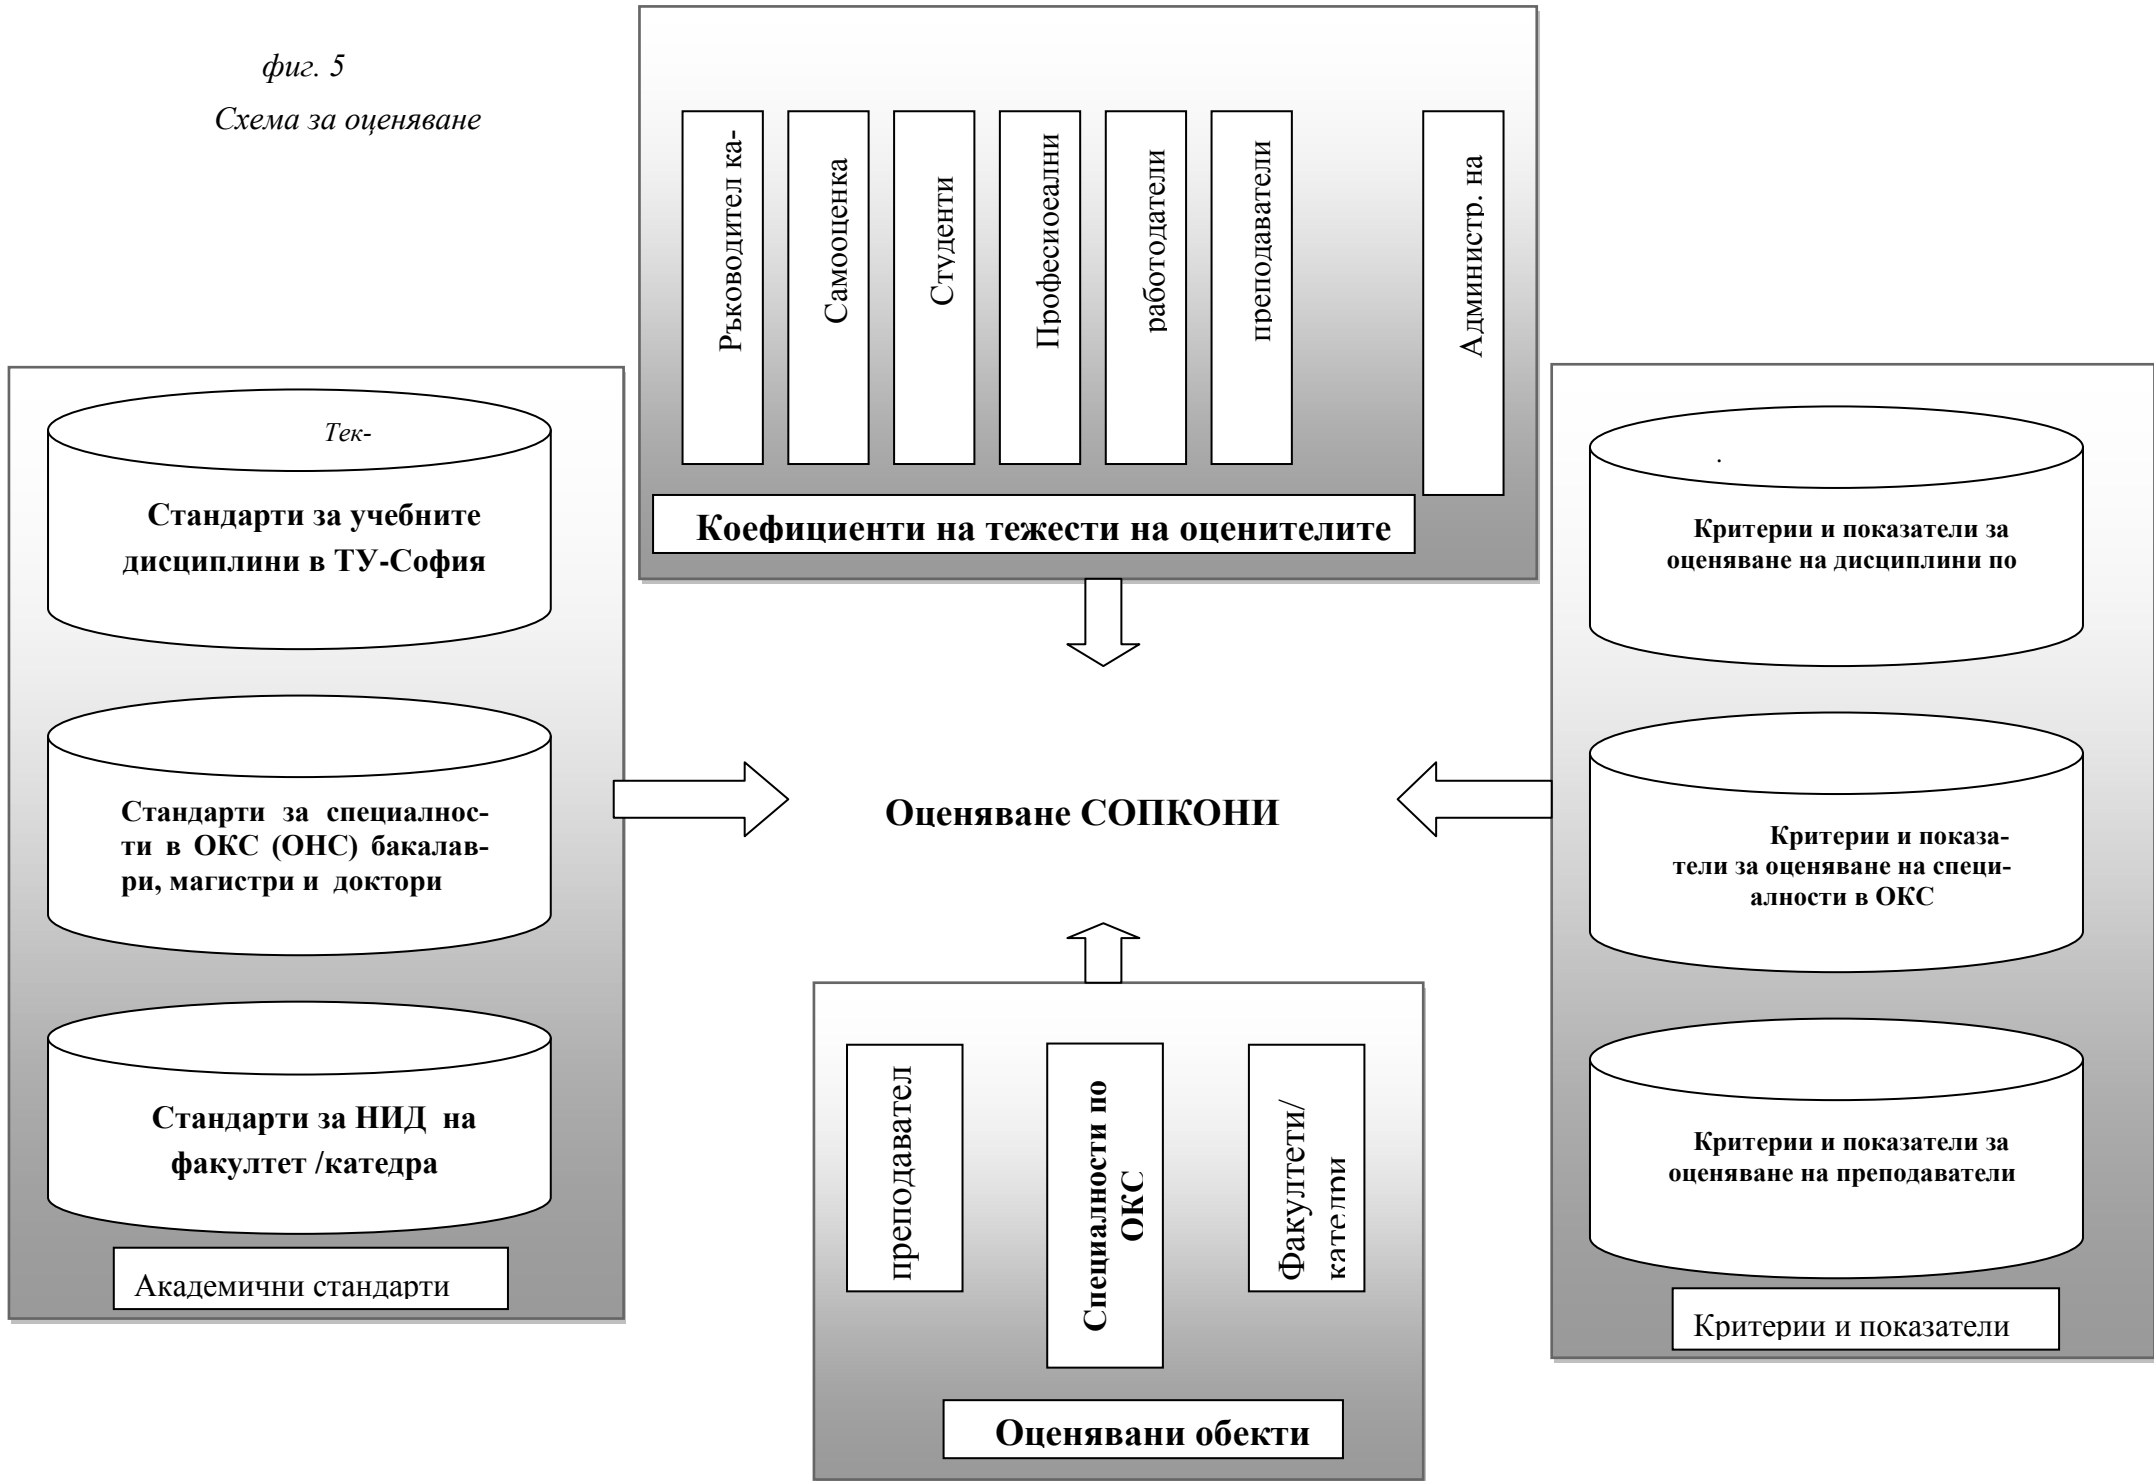 фиг. 5
Схема за оценяване
Ръководител ка-
Самооценка
Студенти
Професиоеални
работодатели
преподаватели
Администр. на
Коефициенти на тежести на оценителите
Тек-
Стандарти за учебните
дисциплини в ТУ-София
Стандарти за специалнос-
ти в ОКС (ОНС) бакалав-
ри, магистри и доктори
Стандарти за НИД на
факултет /катедра
Академични стандарти
Оценяване СОПКОНИ
.
Критерии и показатели за
оценяване на дисциплини по
Критерии и показа-
тели за оценяване на специ-
алности в ОКС
Критерии и показатели за
оценяване на преподаватели
Критерии и показатели
преподавател
Специалности по
ОКС
Факултети/
катедри
Оценявани обекти